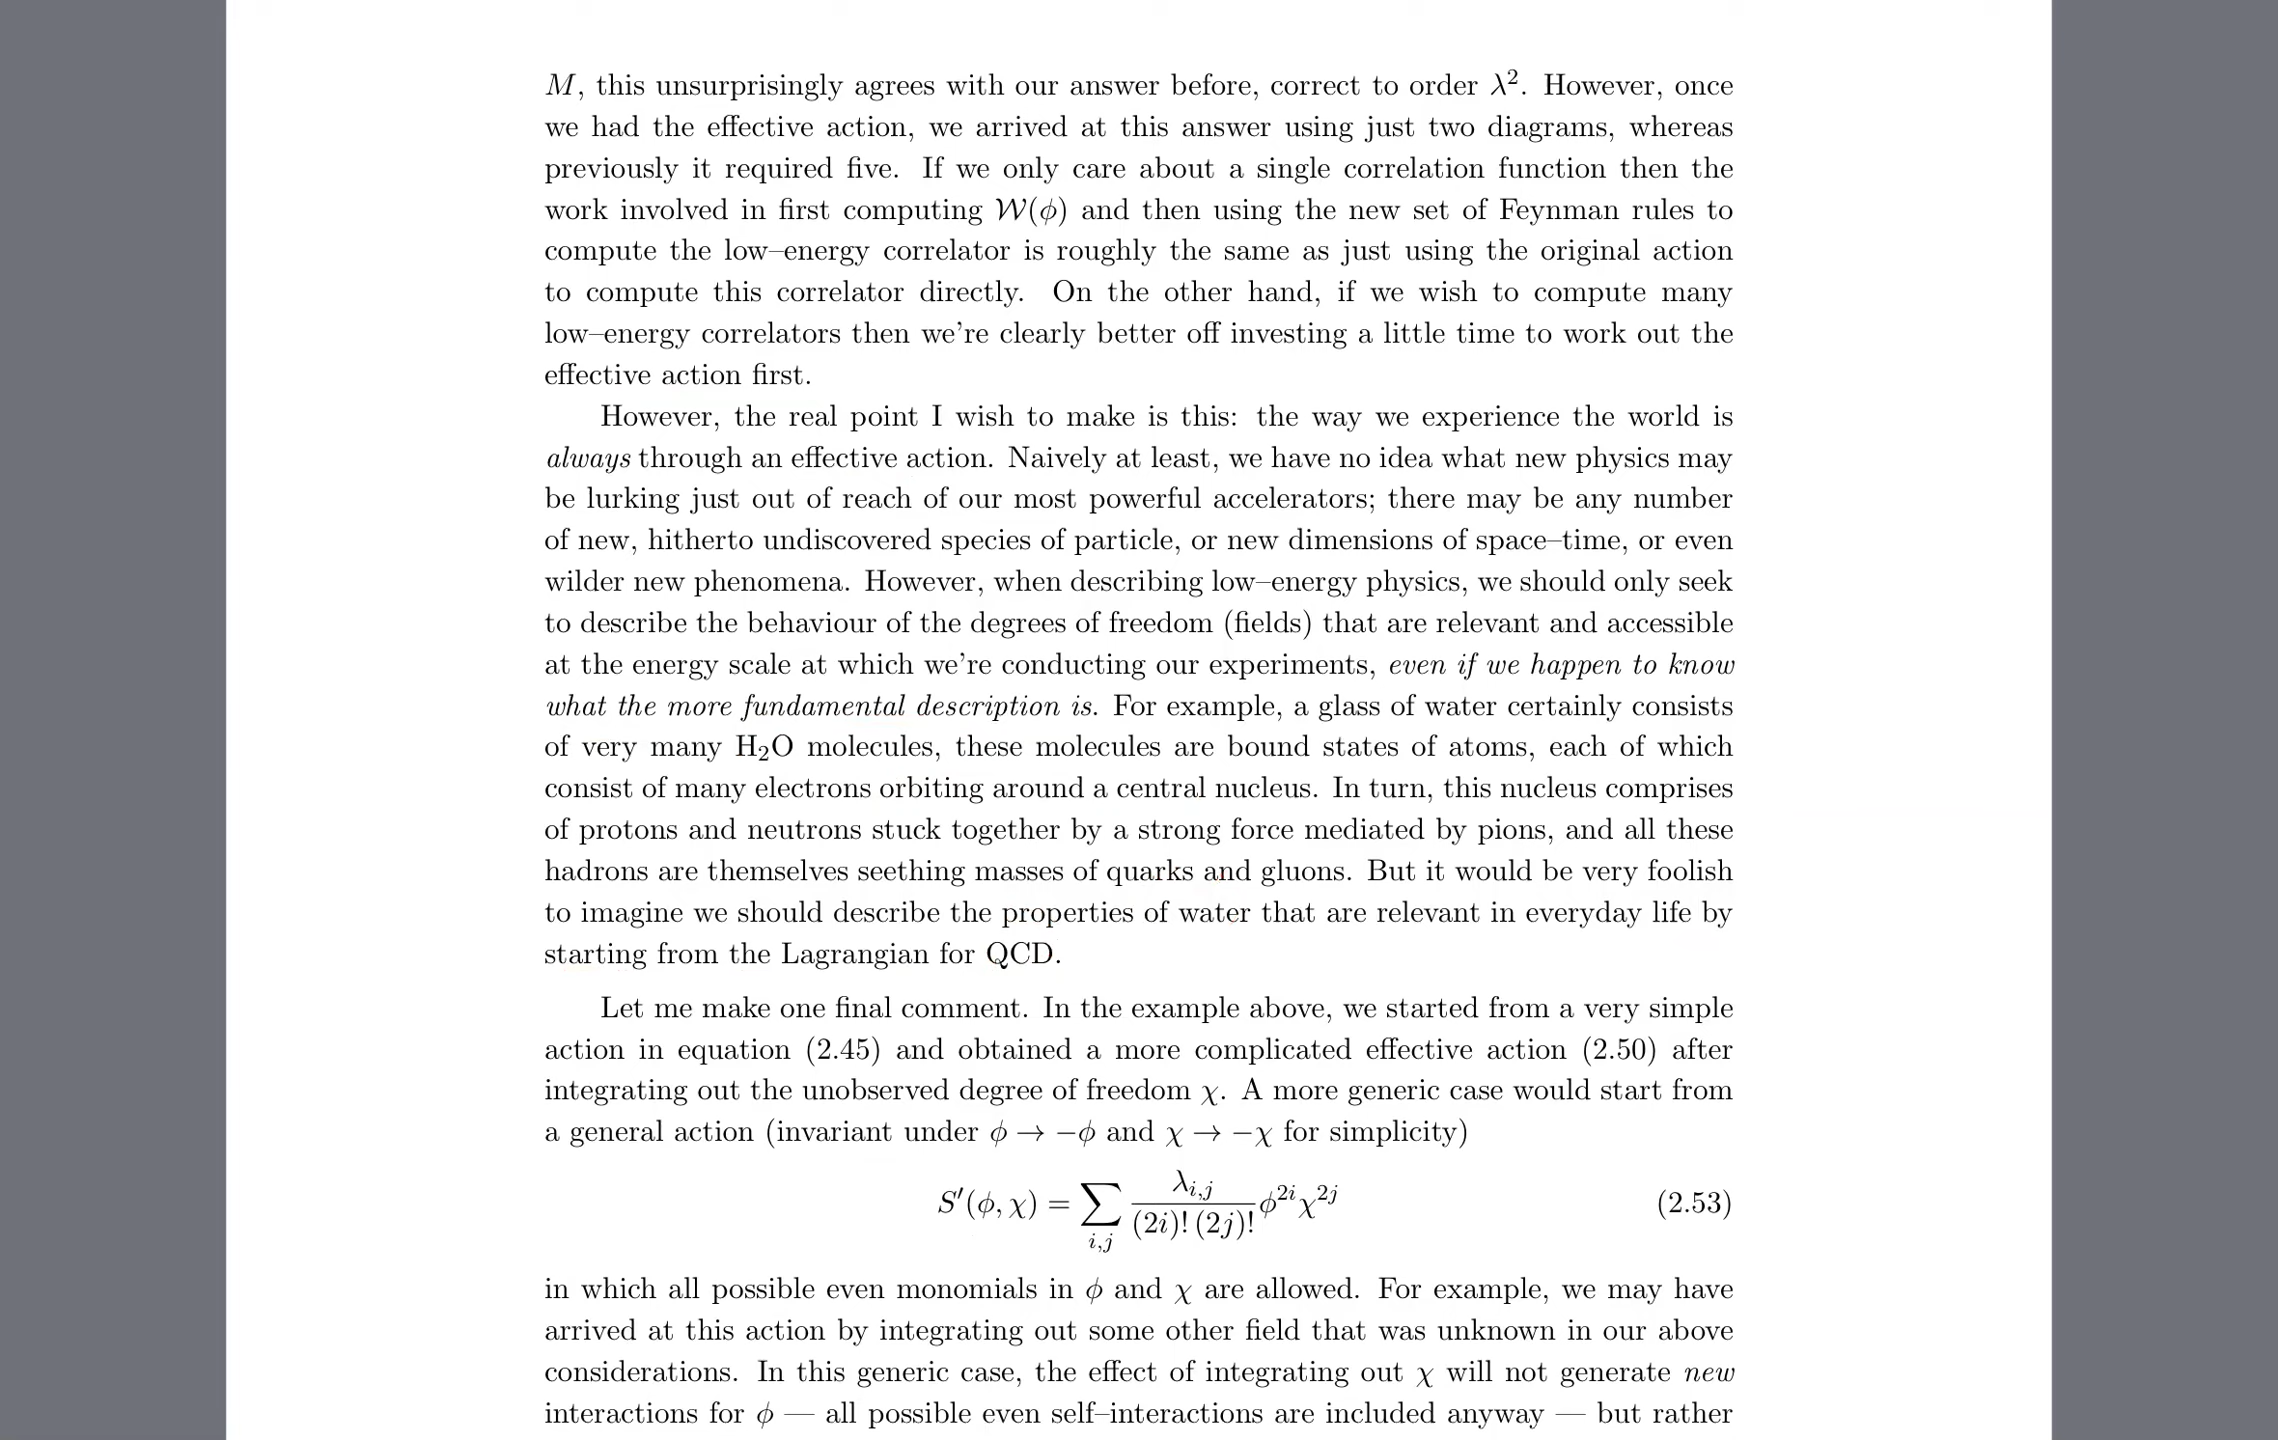 M, this unsurprisingly agrees with our answer before, correct to order λ². However, once
we had the effective action, we arrived at this answer using just two diagrams, whereas
previously it required five. If we only care about a single correlation function then the
work involved in first computing 𝒲(ϕ) and then using the new set of Feynman rules to
compute the low–energy correlator is roughly the same as just using the original action
to compute this correlator directly. On the other hand, if we wish to compute many
low–energy correlators then we're clearly better off investing a little time to work out the
effective action first.
However, the real point I wish to make is this: the way we experience the world is
always through an effective action. Naively at least, we have no idea what new physics may
be lurking just out of reach of our most powerful accelerators; there may be any number
of new, hitherto undiscovered species of particle, or new dimensions of space–time, or even
wilder new phenomena. However, when describing low–energy physics, we should only seek
to describe the behaviour of the degrees of freedom (fields) that are relevant and accessible
at the energy scale at which we're conducting our experiments, even if we happen to know
what the more fundamental description is. For example, a glass of water certainly consists
of very many H₂O molecules, these molecules are bound states of atoms, each of which
consist of many electrons orbiting around a central nucleus. In turn, this nucleus comprises
of protons and neutrons stuck together by a strong force mediated by pions, and all these
hadrons are themselves seething masses of quarks and gluons. But it would be very foolish
to imagine we should describe the properties of water that are relevant in everyday life by
starting from the Lagrangian for QCD.
Let me make one final comment. In the example above, we started from a very simple
action in equation (2.45) and obtained a more complicated effective action (2.50) after
integrating out the unobserved degree of freedom χ. A more generic case would start from
a general action (invariant under ϕ → −ϕ and χ → −χ for simplicity)
S′(ϕ, χ) = ∑_{i,j} λ_{i,j} / ((2i)! (2j)!) ϕ^{2i} χ^{2j} (2.53)
in which all possible even monomials in ϕ and χ are allowed. For example, we may have
arrived at this action by integrating out some other field that was unknown in our above
considerations. In this generic case, the effect of integrating out χ will not generate new
interactions for ϕ — all possible even self–interactions are included anyway — but rather